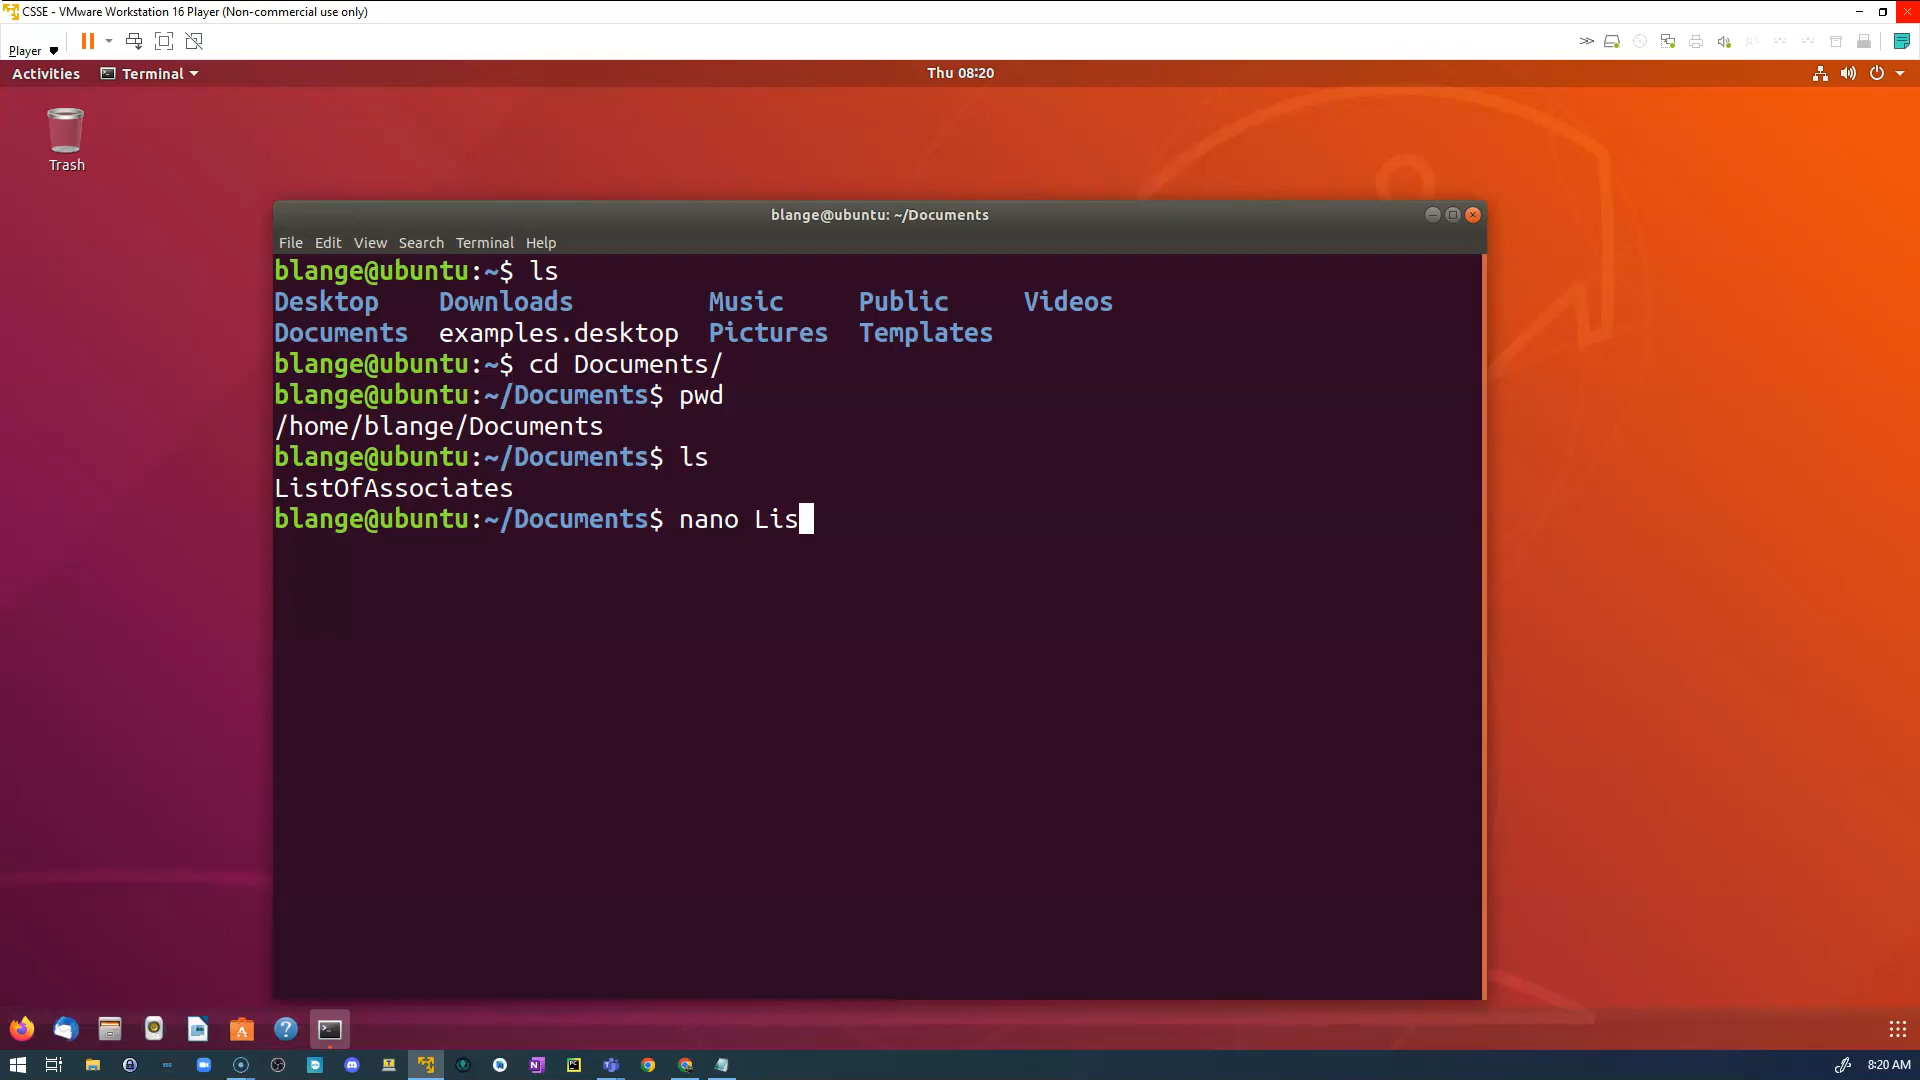 CSSE - VMware Workstation 16 Player (Non-commercial use only)
Player
Activities Terminal Thu 08:20
Trash
blange@ubuntu: ~/Documents
File Edit View Search Terminal Help
blange@ubuntu:~$ ls
Desktop Downloads Music Public Videos
Documents examples.desktop Pictures Templates
blange@ubuntu:~$ cd Documents/
blange@ubuntu:~/Documents$ pwd
/home/blange/Documents
blange@ubuntu:~/Documents$ ls
ListOfAssociates
blange@ubuntu:~/Documents$ nano Lis
8:20 AM